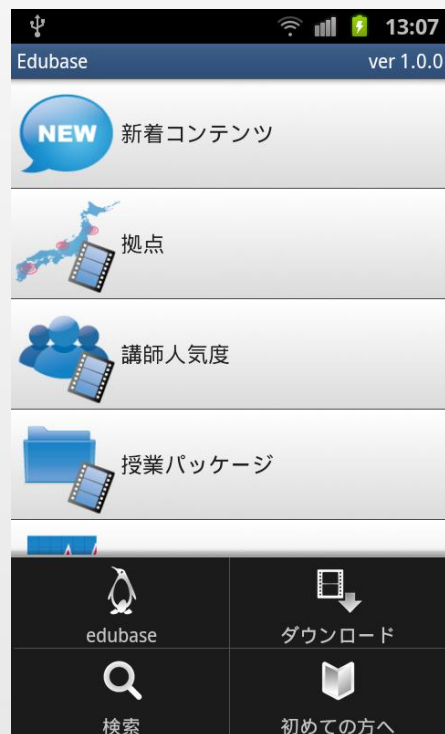 13:07
Edubase ver 1.0.0
NEW 新着コンテンツ
拠点
講師人気度
授業パッケージ
edubase ダウンロード
検索 初めての方へ